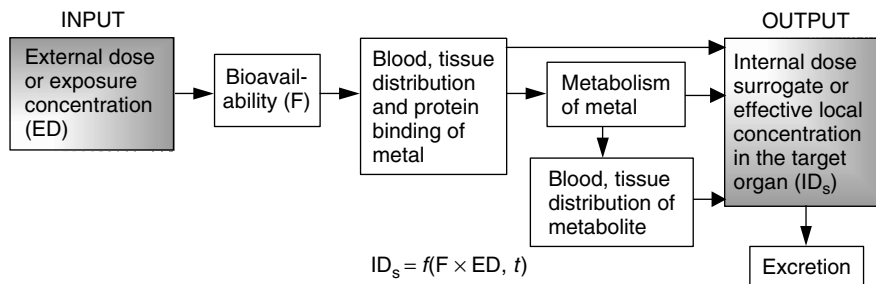 INPUT
External dose
or exposure
concentration
(ED)
Bioavail-
ability (F)
Blood, tissue
distribution
and protein
binding of
metal
Metabolism
of metal
Blood, tissue
distribution of
metabolite
OUTPUT
Internal dose
surrogate or
effective local
concentration
in the target
organ (IDs)
Excretion
IDs = f(F × ED, t)